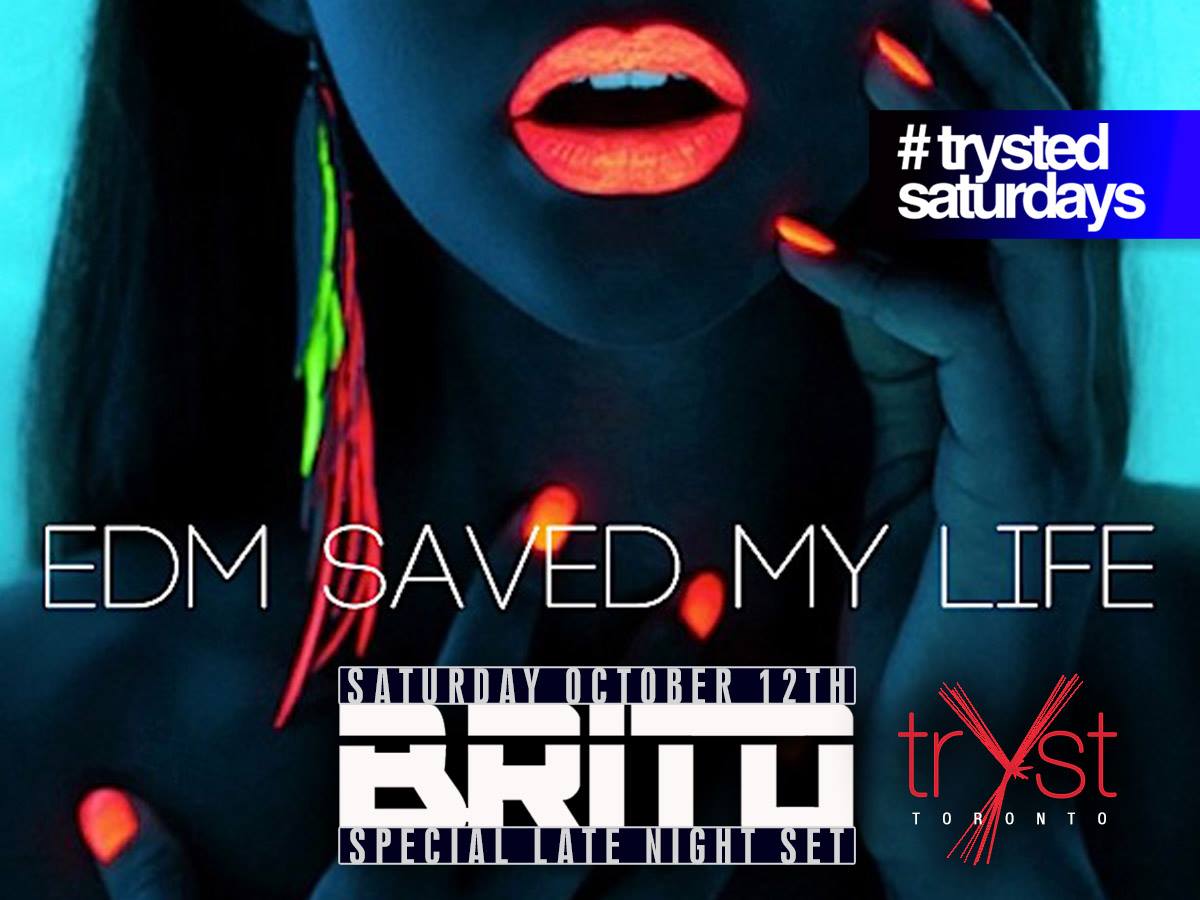 # trysted
saturdays
EDM SAVED MY LIFE
SATURDAY OCTOBER 12TH
BRiTO
SPECIAL LATE NIGHT SET
tryst
TORONTO